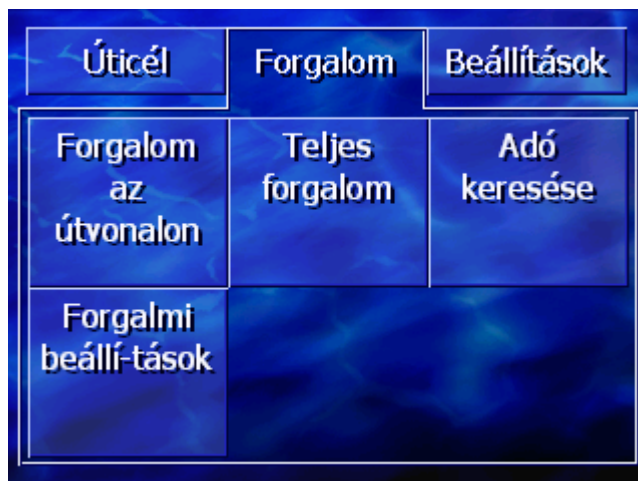 Úticél
Forgalom
Beállítások
Forgalom
az
útvonalon
Teljes
forgalom
Adó
keresése
Forgalmi
beállí-tások